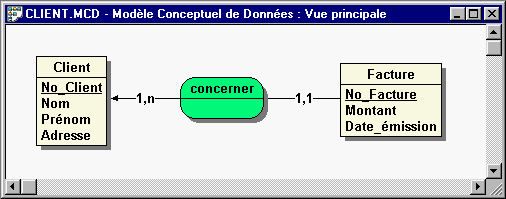 CLIENT.MCD - Modèle Conceptuel de Données : Vue principale
Client
No_Client
Nom
Prénom
Adresse
1,n
concerner
1,1
Facture
No_Facture
Montant
Date_émission